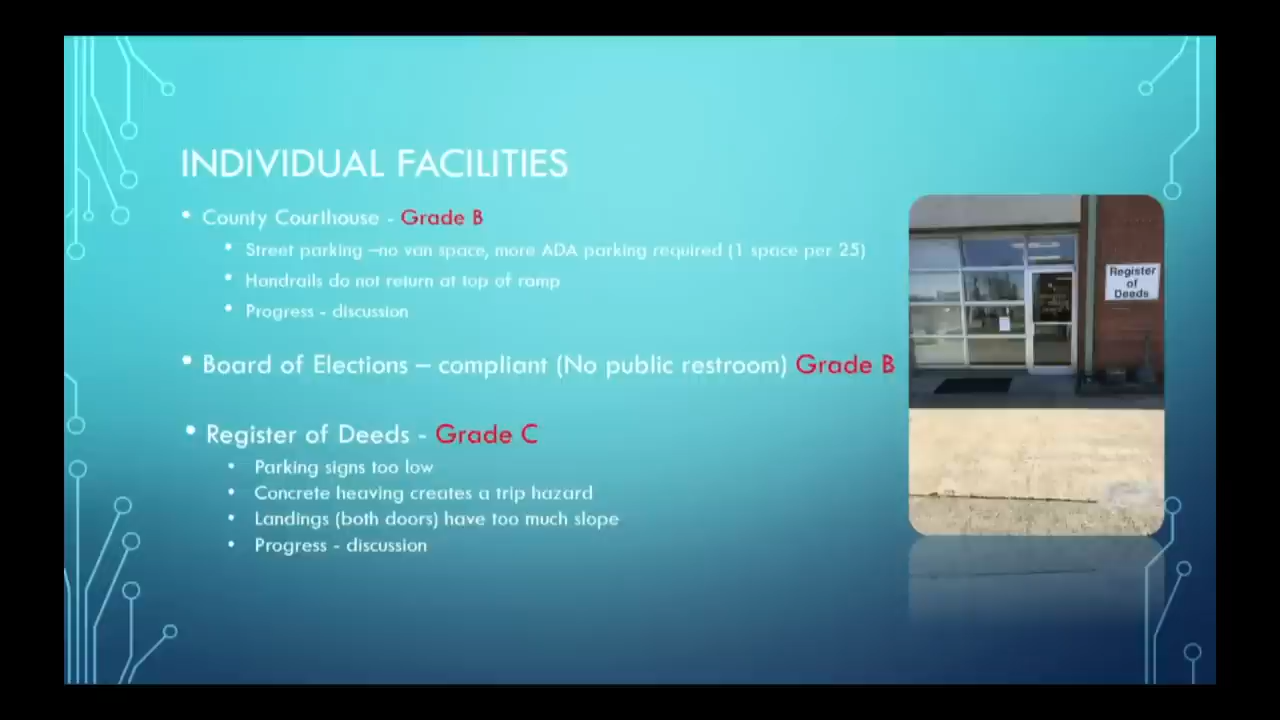 INDIVIDUAL FACILITIES
• County Courthouse - Grade B
• Street parking –no van space, more ADA parking required (1 space per 25)
• Handrails do not return at top of ramp
• Progress - discussion
• Board of Elections – compliant (No public restroom) Grade B
• Register of Deeds - Grade C
• Parking signs too low
• Concrete heaving creates a trip hazard
• Landings (both doors) have too much slope
• Progress - discussion
Register
of
Deeds